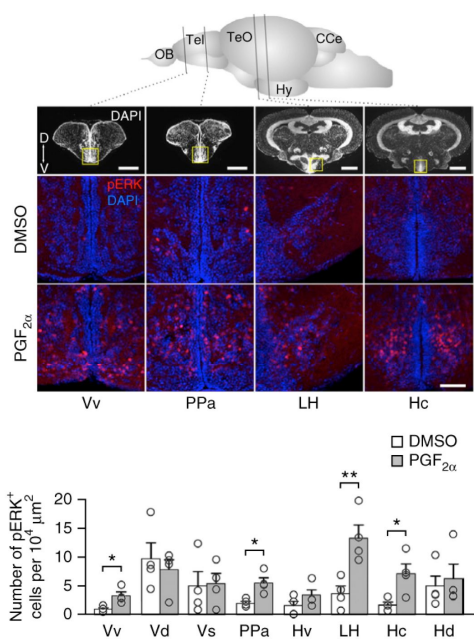 Tel
TeO
CCe
OB
Hy
DAPI
D
V
pERK
DAPI
DMSO
PGF2α
Vv PPa LH Hc
DMSO
PGF2α
Number of pERK+
cells per 10⁴ μm²
20
15
10
5
0
* * ** *
Vv Vd Vs PPa Hv LH Hc Hd